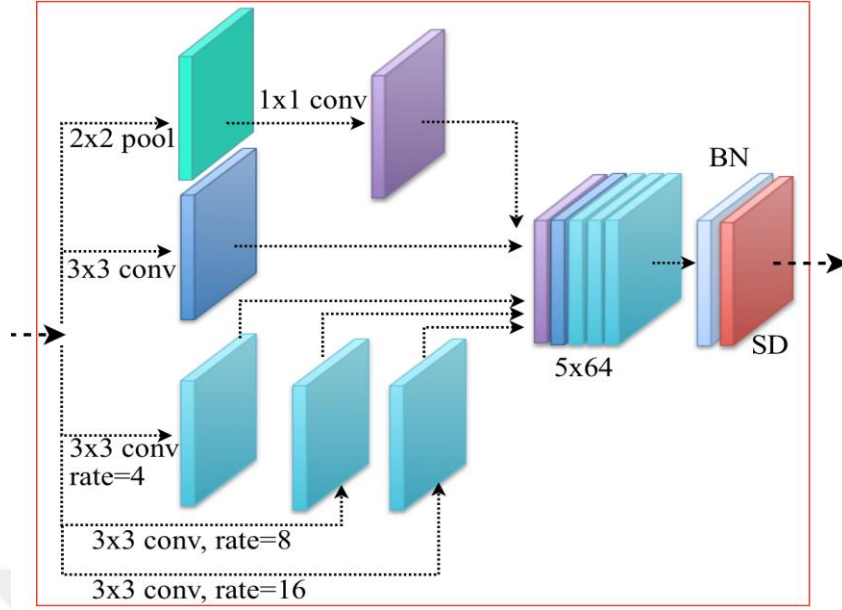 1x1 conv
2x2 pool
BN
3x3 conv
SD
5x64
3x3 conv
rate=4
3x3 conv, rate=8
3x3 conv, rate=16